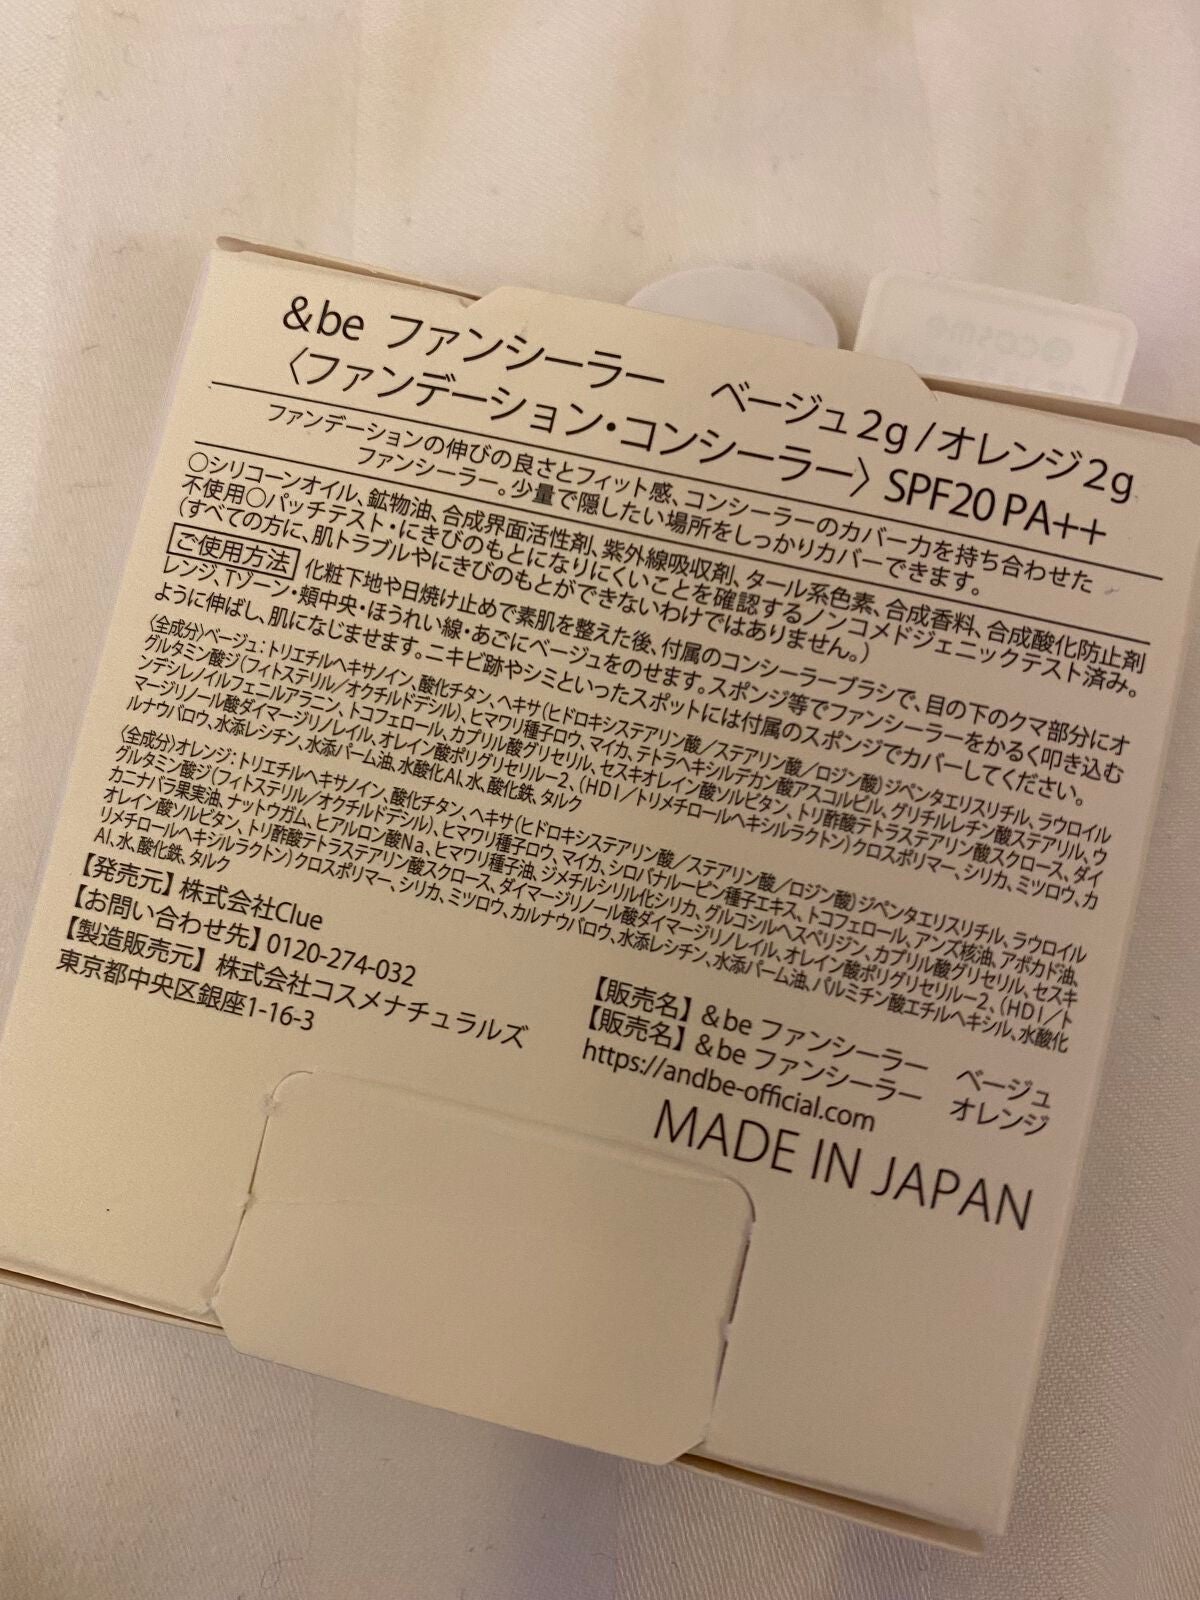 &be ファンシーラー　ベージュ2g/オレンジ2g
〈ファンデーション・コンシーラー〉SPF20 PA++
ファンデーションの伸びの良さとフィット感、コンシーラーのカバー力を持ち合わせた
ファンシーラー。少量で隠したい場所をしっかりカバーできます。
〇シリコーンオイル、鉱物油、合成界面活性剤、紫外線吸収剤、タール系色素、合成香料、合成酸化防止剤
不使用〇パッチテスト・にきびのもとになりにくいことを確認するノンコメドジェニックテスト済み。
(すべての方に、肌トラブルやにきびのもとができないわけではありません。)
ご使用方法 化粧下地や日焼け止めで素肌を整えた後、付属のコンシーラーブラシで、目の下のクマ部分にオ
レンジ、Tゾーン・頬中央・ほうれい線・あごにベージュをのせます。スポンジ等でファンシーラーをかるく叩き込む
ように伸ばし、肌になじませます。ニキビ跡やシミといったスポットには付属のスポンジでカバーしてください。
〈全成分〉ベージュ：トリエチルヘキサノイン、酸化チタン、ヘキサ(ヒドロキシステアリン酸／ステアリン酸／ロジン酸)ジペンタエリスリチル、ラウロイル
グルタミン酸ジ(フィトステリル／オクチルドデシル)、ヒマワリ種子ロウ、マイカ、テトラヘキシルデカン酸アスコルビル、グリチルレチン酸ステアリル、ウ
ンデシレノイルフェニルアラニン、トコフェロール、カプリル酸グリセリル、セスキオレイン酸ソルビタン、トリ酢酸テトラステアリン酸スクロース、ダイ
マージリノール酸ダイマージリノレイル、オレイン酸ポリグリセリルー2、(HDI／トリメチロールヘキシルラクトン)クロスポリマー、シリカ、ミツロウ、カ
ルナウバロウ、水添レシチン、水添パーム油、水酸化Al、水、酸化鉄、タルク
〈全成分〉オレンジ：トリエチルヘキサノイン、酸化チタン、ヘキサ(ヒドロキシステアリン酸／ステアリン酸／ロジン酸)ジペンタエリスリチル、ラウロイル
グルタミン酸ジ(フィトステリル／オクチルドデシル)、ヒマワリ種子ロウ、マイカ、シロバナルーピン種子エキス、トコフェロール、アンズ核油、アボカド油、
カニナバラ果実油、ナットウガム、ヒアルロン酸Na、ヒマワリ種子油、ジメチルシリル化シリカ、グルコシルヘスペリジン、カプリル酸グリセリル、セスキ
オレイン酸ソルビタン、トリ酢酸テトラステアリン酸スクロース、ダイマージリノール酸ダイマージリノレイル、オレイン酸ポリグリセリルー2、(HDI／ト
リメチロールヘキシルラクトン)クロスポリマー、シリカ、ミツロウ、カルナウバロウ、水添レシチン、水添パーム油、パルミチン酸エチルヘキシル、水酸化
Al、水、酸化鉄、タルク
【発売元】株式会社Clue
【お問い合わせ先】0120-274-032
【製造販売元】株式会社コスメナチュラルズ
東京都中央区銀座1-16-3
【販売名】&be ファンシーラー　ベージュ
【販売名】&be ファンシーラー　オレンジ
https://andbe-official.com
MADE IN JAPAN